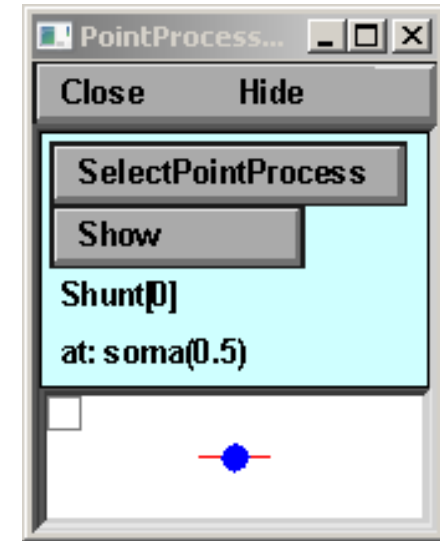 PointProcess...
Close Hide
SelectPointProcess
Show
Shunt[0]
at: soma(0.5)